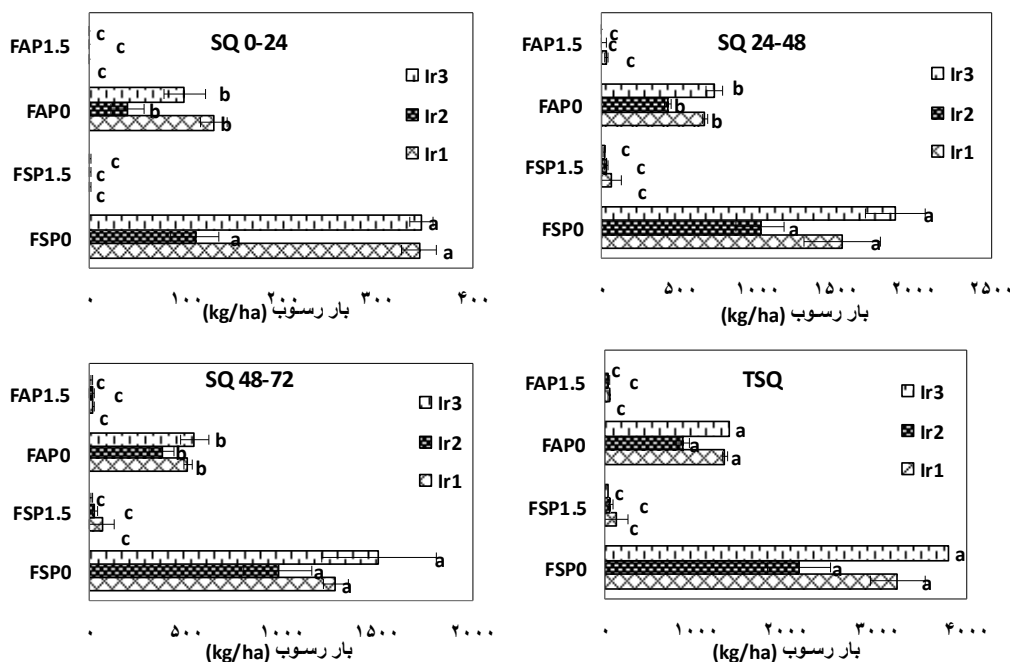 SQ 0-24
FAP1.5
c
c
c
Ir3
FAP0
b
b
b
Ir2
FSP1.5
c
c
c
Ir1
FSP0
a
a
a
۰ ۱۰۰ ۲۰۰ ۳۰۰ ۴۰۰
بار رسوب (kg/ha)
SQ 24-48
FAP1.5
c
c
c
Ir3
FAP0
b
b
b
Ir2
FSP1.5
c
c
c
Ir1
FSP0
a
a
a
۰ ۵۰۰ ۱۰۰۰ ۱۵۰۰ ۲۰۰۰ ۲۵۰۰
بار رسوب (kg/ha)
SQ 48-72
FAP1.5
c
c
c
Ir3
FAP0
b
b
b
Ir2
FSP1.5
c
c
c
Ir1
FSP0
a
a
a
۰ ۵۰۰ ۱۰۰۰ ۱۵۰۰ ۲۰۰۰
بار رسوب (kg/ha)
TSQ
FAP1.5
c
c
c
Ir3
FAP0
a
a
a
Ir2
FSP1.5
c
c
c
Ir1
FSP0
a
a
a
۰ ۱۰۰۰ ۲۰۰۰ ۳۰۰۰ ۴۰۰۰
بار رسوب (kg/ha)